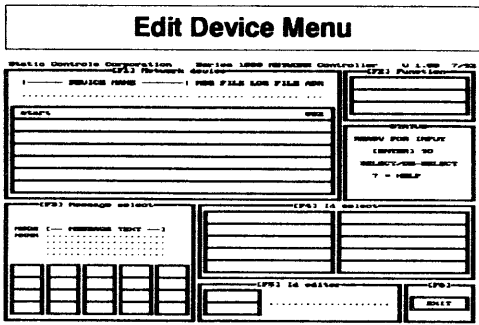 Edit Device Menu
Static Controls Corporation Series 1000 NETWORK Controller V 1.00 7/92
[F1] Network device
[F2] Function
[--- DEVICE NAME ---] MSG FILE LOG FILE ADR
start 002
STATUS
READY FOR INPUT
[ENTER] TO
SELECT/DE-SELECT
? = HELP
[F3] Message select
[F4] Id select
[-- MESSAGE TEXT --]
[F5] Id editor
[F6]
EXIT